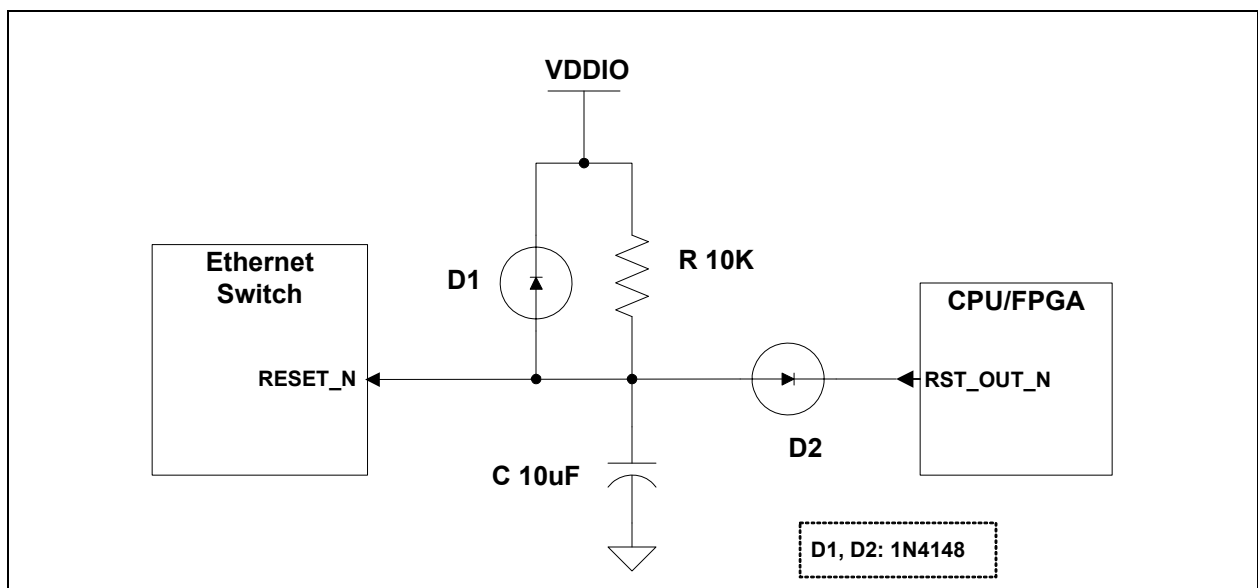 VDDIO
Ethernet
Switch
D1
R 10K
CPU/FPGA
RESET_N
RST_OUT_N
D2
C 10uF
D1, D2: 1N4148